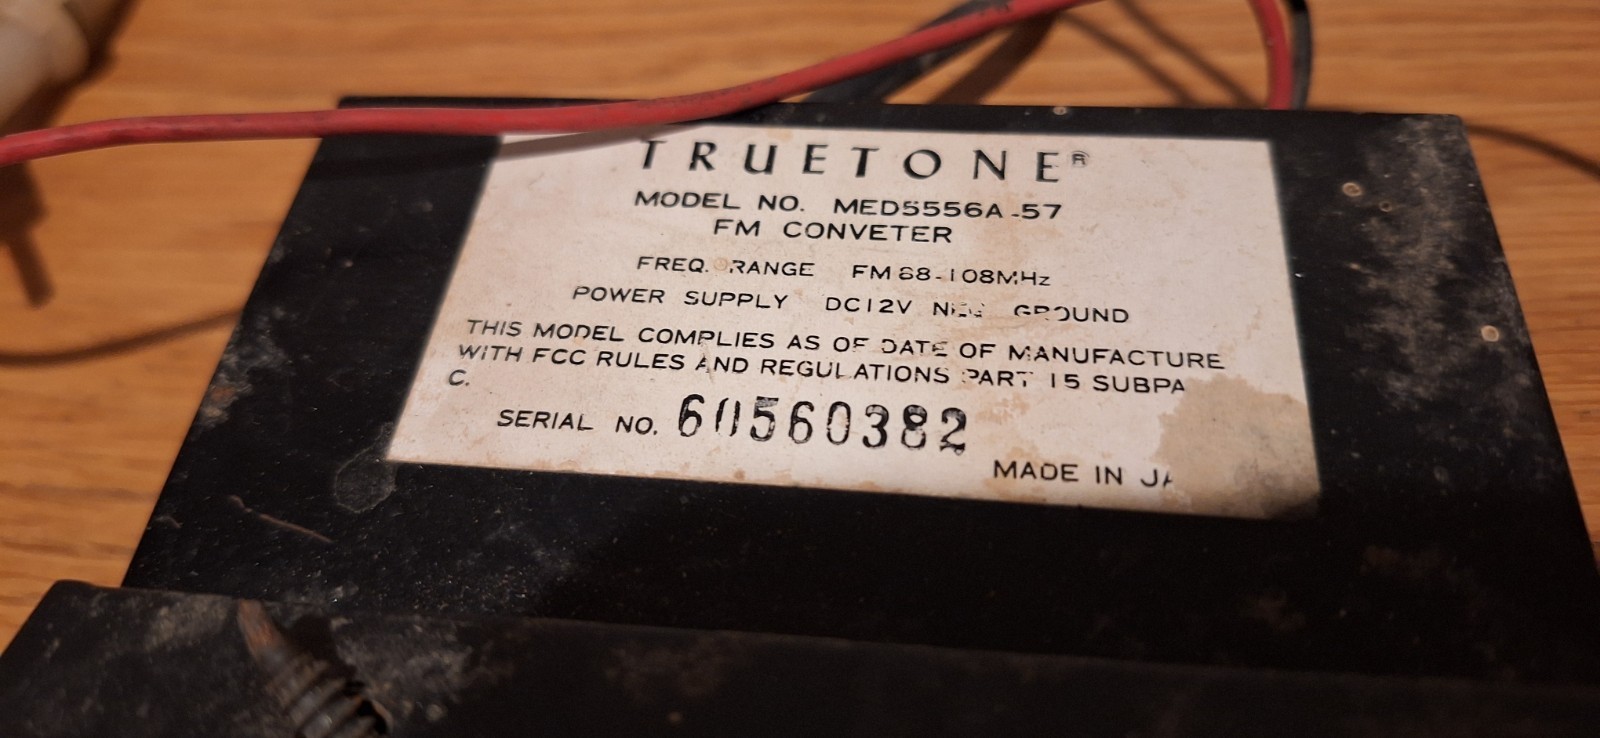 TRUETONE®
MODEL NO. MED5556A-57
FM CONVETER
FREQ. RANGE FM 88-108MHz
POWER SUPPLY DC12V NEG GROUND
THIS MODEL COMPLIES AS OF DATE OF MANUFACTURE
WITH FCC RULES AND REGULATIONS PART 15 SUBPA
C.
SERIAL NO. 60560382
MADE IN JA